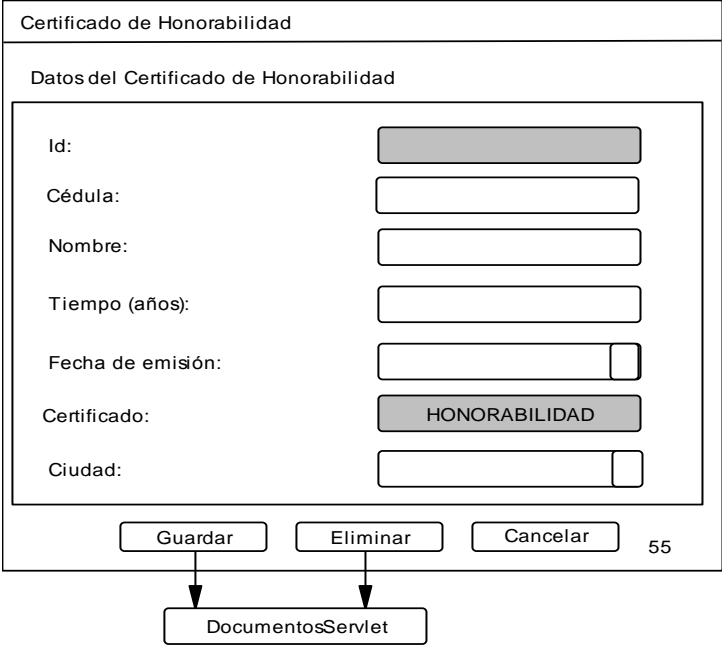 Certificado de Honorabilidad
Datos del Certificado de Honorabilidad
Id:
Cédula:
Nombre:
Tiempo (años):
Fecha de emisión:
Certificado: HONORABILIDAD
Ciudad:
Guardar Eliminar Cancelar 55
DocumentosServlet